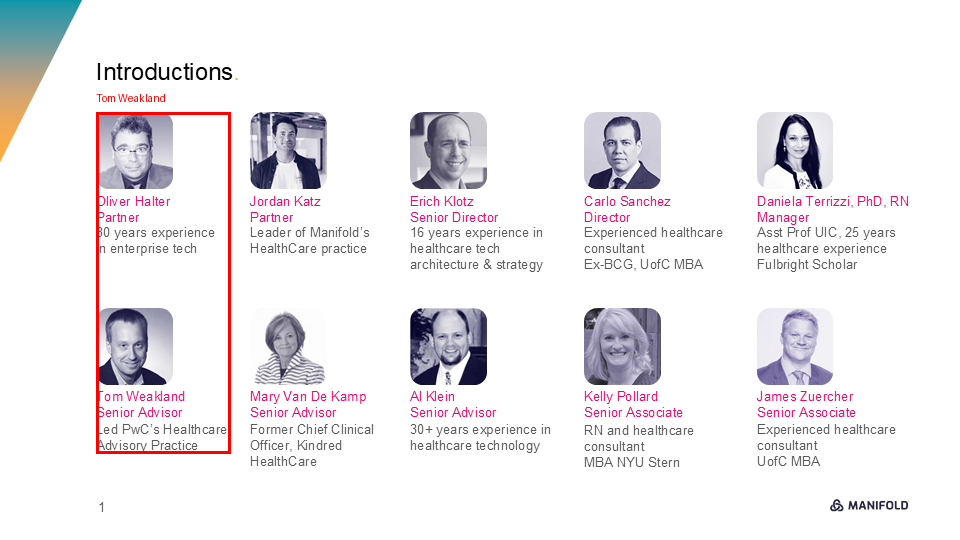 Introductions.
Tom Weakland
Oliver Halter
Partner
30 years experience
in enterprise tech
Jordan Katz
Partner
Leader of Manifold's
HealthCare practice
Erich Klotz
Senior Director
16 years experience in
healthcare tech
architecture & strategy
Carlo Sanchez
Director
Experienced healthcare
consultant
Ex-BCG, UofC MBA
Daniela Terrizzi, PhD, RN
Manager
Asst Prof UIC, 25 years
healthcare experience
Fulbright Scholar
Tom Weakland
Senior Advisor
Led PwC's Healthcare
Advisory Practice
Mary Van De Kamp
Senior Advisor
Former Chief Clinical
Officer, Kindred
HealthCare
Al Klein
Senior Advisor
30+ years experience in
healthcare technology
Kelly Pollard
Senior Associate
RN and healthcare
consultant
MBA NYU Stern
James Zuercher
Senior Associate
Experienced healthcare
consultant
UofC MBA
1
MANIFOLD